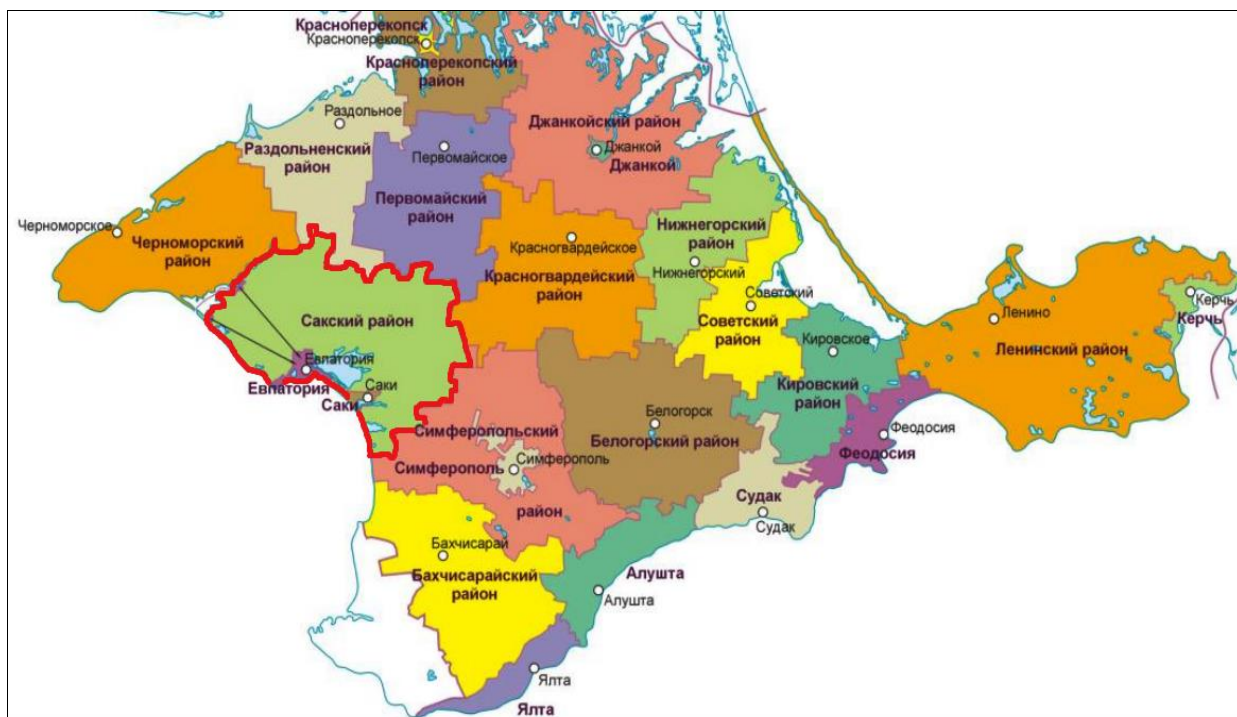 Красноперекопск
Красноперекопск
Красноперекопский
район
Раздольное
Раздольненский
район
Джанкойский район
Джанкой
Джанкой
Первомайское
Первомайский
район
Черноморское
Черноморский
район
Красногвардейское
Красногвардейский
район
Нижнегорский
район
Нижнегорский
Советский
Советский
район
Сакский район
Евпатория
Евпатория
Саки
Саки
Кировское
Кировский
район
Ленино
Ленинский район
Керчь
Керчь
Симферопольский
Симферополь
Симферополь
район
Белогорск
Белогорский район
Феодосия
Феодосия
Судак
Судак
Бахчисарай
Бахчисарайский
район
Алушта
Алушта
Ялта
Ялта